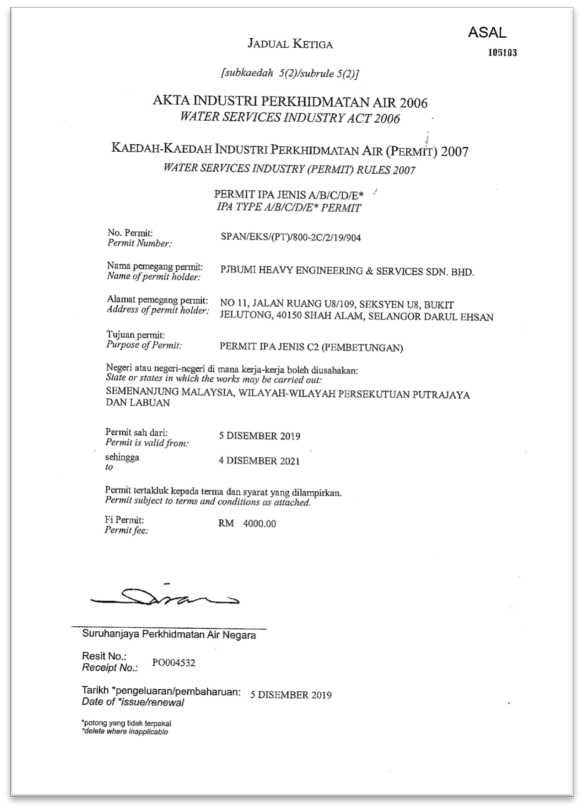 ASAL
105103
JADUAL KETIGA
[subkaedah 5(2)/subrule 5(2)]
AKTA INDUSTRI PERKHIDMATAN AIR 2006
WATER SERVICES INDUSTRY ACT 2006
KAEDAH-KAEDAH INDUSTRI PERKHIDMATAN AIR (PERMIT) 2007
WATER SERVICES INDUSTRY (PERMIT) RULES 2007
PERMIT IPA JENIS A/B/C/D/E*
IPA TYPE A/B/C/D/E* PERMIT
No. Permit:
Permit Number:
SPAN/EKS/(PT)/800-2C/2/19/904
Nama pemegang permit:
Name of permit holder:
PJBUMI HEAVY ENGINEERING & SERVICES SDN. BHD.
Alamat pemegang permit:
Address of permit holder:
NO 11, JALAN RUANG U8/109, SEKSYEN U8, BUKIT
JELUTONG, 40150 SHAH ALAM, SELANGOR DARUL EHSAN
Tujuan permit:
Purpose of Permit:
PERMIT IPA JENIS C2 (PEMBETUNGAN)
Negeri atau negeri-negeri di mana kerja-kerja boleh diusahakan:
State or states in which the works may be carried out:
SEMENANJUNG MALAYSIA, WILAYAH-WILAYAH PERSEKUTUAN PUTRAJAYA
DAN LABUAN
Permit sah dari:
Permit is valid from:
5 DISEMBER 2019
sehingga
to
4 DISEMBER 2021
Permit tertakluk kepada terma dan syarat yang dilampirkan.
Permit subject to terms and conditions as attached.
Fi Permit:
Permit fee:
RM 4000.00
Suruhanjaya Perkhidmatan Air Negara
Resit No.:
Receipt No.:
PO004532
Tarikh *pengeluaran/pembaharuan:
Date of *issue/renewal
5 DISEMBER 2019
*potong yang tidak terpakai
*delete where inapplicable